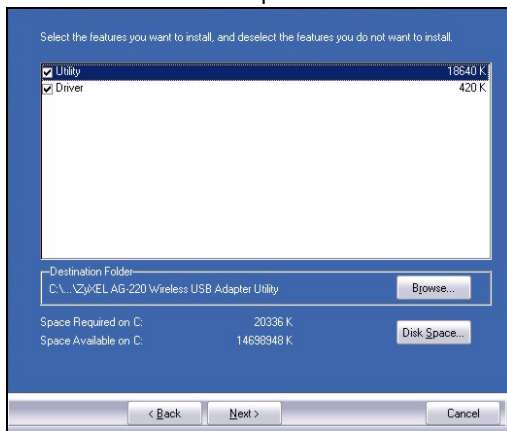 Select the features you want to install, and deselect the features you do not want to install.
Utility 18640 K
Driver 420 K
Destination Folder
C:\...\ZyXEL AG-220 Wireless USB Adapter Utility Browse...
Space Required on C: 20336 K
Space Available on C: 14698948 K
Disk Space...
< Back Next > Cancel